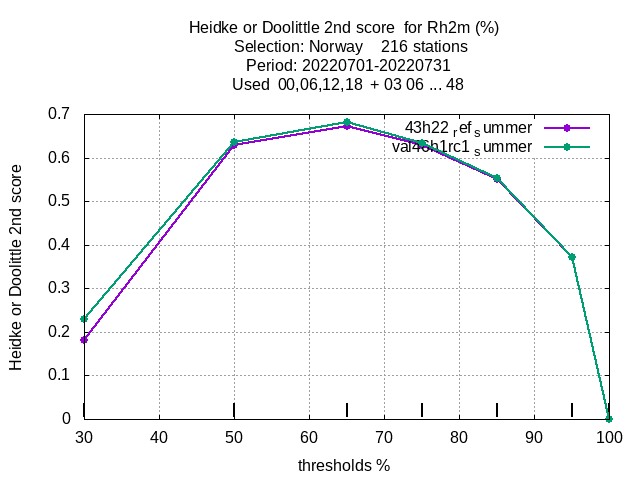 Heidke or Doolittle 2nd score  for Rh2m (%)
Selection: Norway    216 stations
Period: 20220701-20220731
Used  00,06,12,18  + 03 06 ... 48
43h22 ref summer
val46h1rc1 summer
Heidke or Doolittle 2nd score
0.7
0.6
0.5
0.4
0.3
0.2
0.1
0
30 40 50 60 70 80 90 100
thresholds %